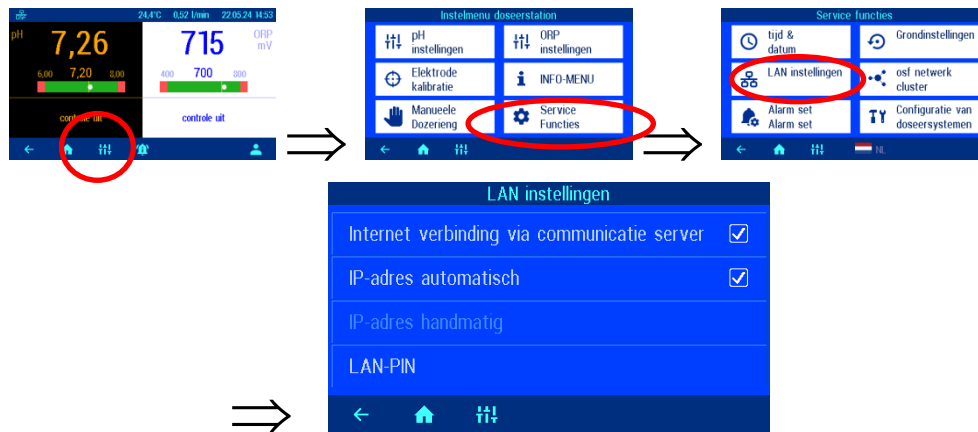 24,4°C 0,52 l/min 22.05.24 14:53
pH 7,26
6,00 7,20 8,00
controle uit
715 ORP mV
400 700 800
controle uit
Instelmenu doseerstation
pH instellingen
ORP instellingen
Elektrode kalibratie
INFO-MENU
Manueele Dozerieng
Service Functies
Service functies
tijd & datum
Grondinstellingen
LAN instellingen
osf netwerk cluster
Alarm set
Alarm set
Configuratie van doseersystemen
NL
LAN instellingen
Internet verbinding via communicatie server
IP-adres automatisch
IP-adres handmatig
LAN-PIN